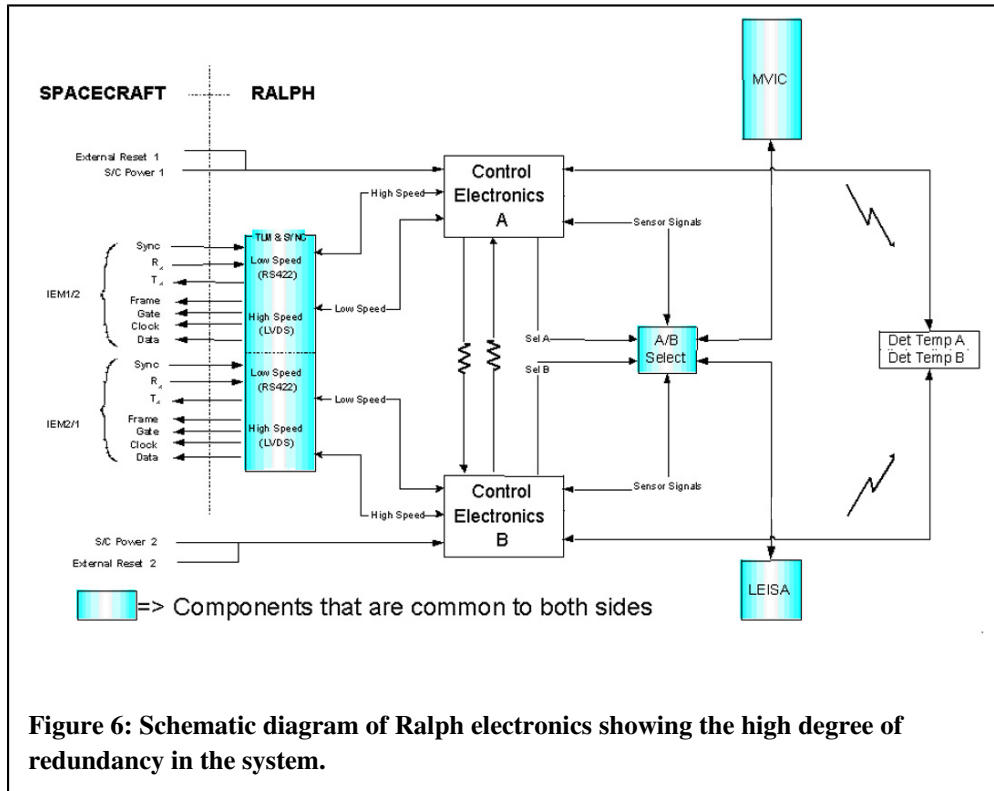 SPACECRAFT
RALPH
MVIC
External Reset 1
S/C Power 1
Control
Electronics
A
High Speed
Sensor Signals
TLM & SYNC
Sync
Low Speed
(RS422)
Rx
Tx
IEM1/2
Frame
Gate
Clock
Data
High Speed
(LVDS)
Low Speed
Sel A
A/B
Select
Det Temp A
Det Temp B
Sync
Low Speed
(RS422)
Sel B
Rx
Tx
IEM2/1
Frame
Gate
Clock
Data
High Speed
(LVDS)
Low Speed
Sensor Signals
Control
Electronics
B
High Speed
S/C Power 2
External Reset 2
LEISA
=> Components that are common to both sides
Figure 6: Schematic diagram of Ralph electronics showing the high degree of
redundancy in the system.